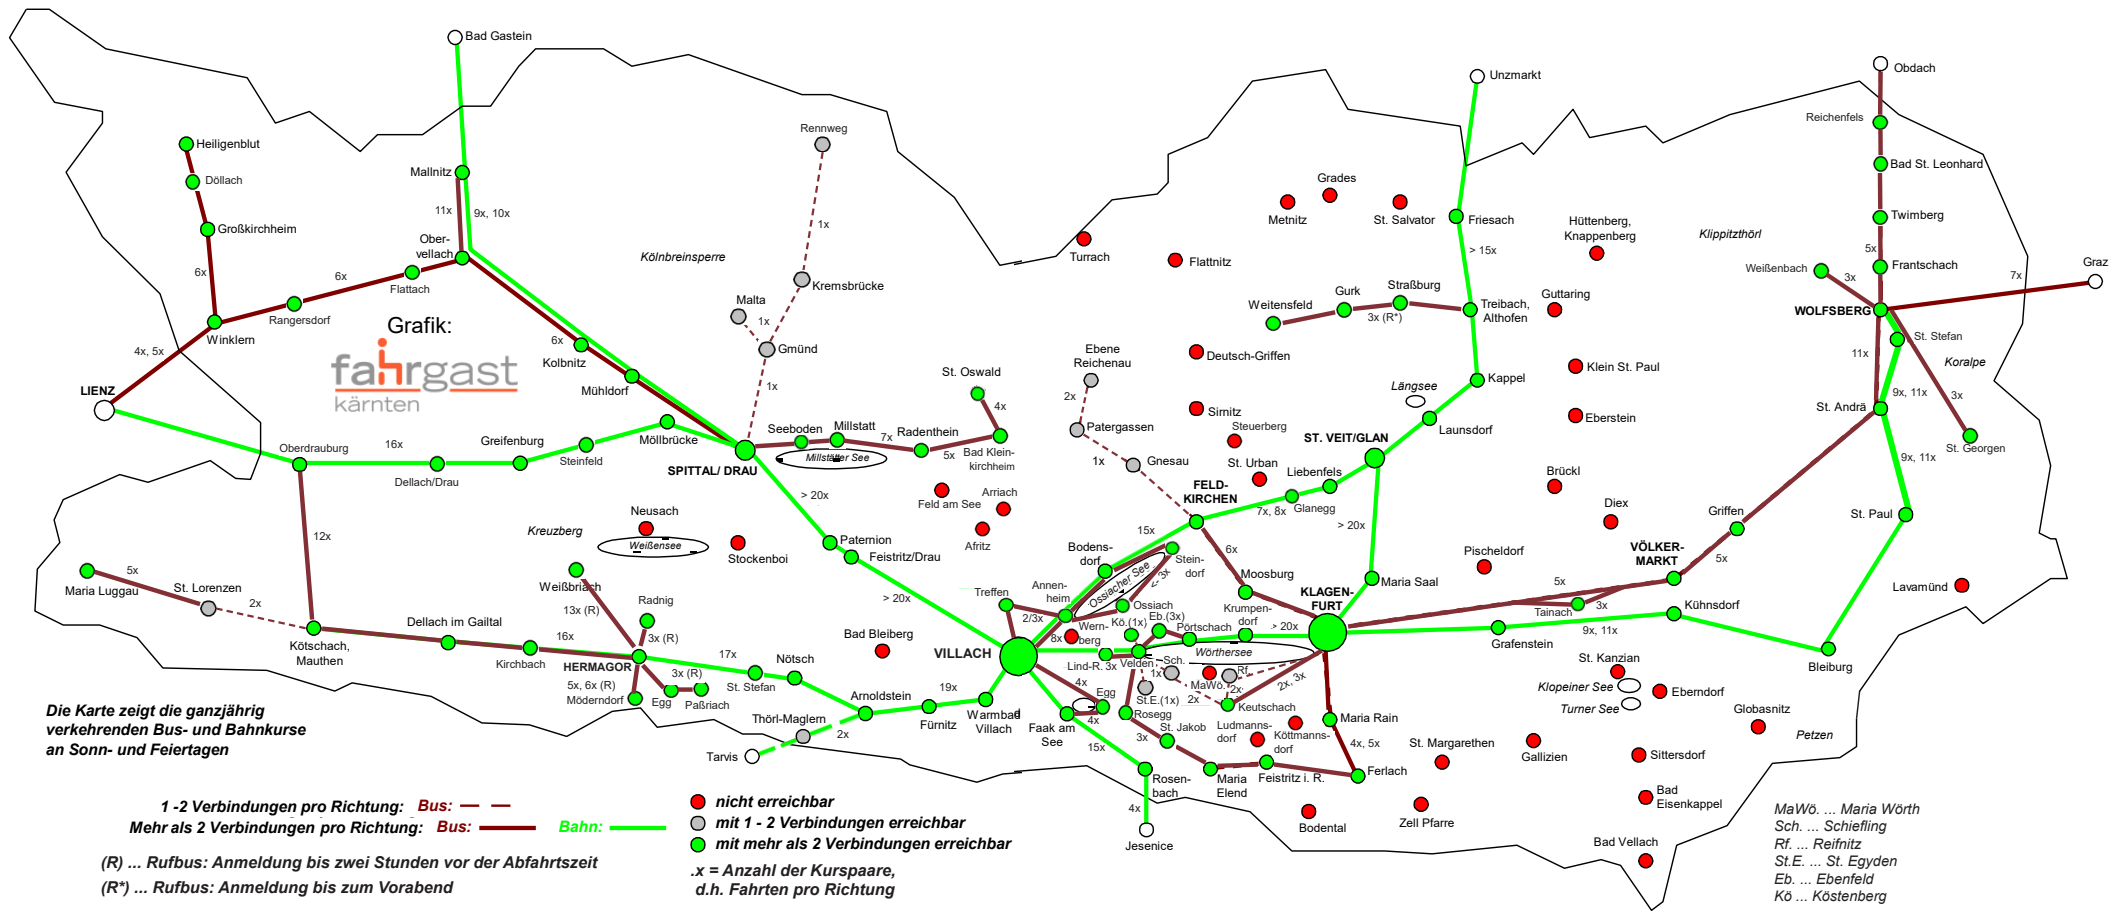 Bad Gastein
Unzmarkt
Obdach
Rennweg
Reichenfels
Heiligenblut
Mallnitz
Bad St. Leonhard
Döllach
Grades
11x
9x, 10x
Metnitz
St. Salvator
Friesach
Hüttenberg,
Knappenberg
Twimberg
Großkirchheim
1x
Klippitzthörl
Ober-
vellach
Kölnbreinsperre
Turrach
> 15x
5x
6x
6x
Flattach
Flattnitz
Weißenbach
3x
Frantschach
7x
Graz
Kremsbrücke
Rangersdorf
Malta
Gurk
Straßburg
Guttaring
Weitensfeld
3x (R*)
Treibach,
Althofen
WOLFSBERG
Winklern
Grafik:
fahrgast
kärnten
1x
St. Stefan
4x, 5x
6x
Kolbnitz
Gmünd
Ebene
Reichenau
Deutsch-Griffen
Klein St. Paul
11x
Koralpe
LIENZ
Mühldorf
1x
St. Oswald
4x
2x
Längsee
Kappel
9x, 11x
3x
Sirnitz
Eberstein
St. Andrä
Möllbrücke
Seeboden
Millstatt
7x
Radenthein
Patergassen
Steuerberg
ST. VEIT/GLAN
Launsdorf
Oberdrauburg
16x
Greifenburg
Steinfeld
Dellach/Drau
SPITTAL/ DRAU
Millstätter See
5x
Bad Klein-
kirchheim
1x
Gnesau
St. Urban
Liebenfels
Brückl
9x, 11x
St. Georgen
> 20x
Feld am See
Arriach
FELD-
KIRCHEN
7x, 8x
Glanegg
Diex
Neusach
Kreuzberg
Weißensee
Stockenboi
Afritz
15x
> 20x
Griffen
St. Paul
12x
Paternion
Feistritz/Drau
Bodens-
dorf
Stein-
dorf
6x
Pischeldorf
VÖLKER-
MARKT
5x
5x
Maria Luggau
St. Lorenzen
Weißbriach
Ossiacher See
< 3x
Moosburg
Maria Saal
5x
Lavamünd
2x
13x (R)
Radnig
> 20x
Treffen
Annen-
heim
Ossiach
Krumpen-
dorf
KLAGEN-
FURT
Tainach
3x
Kühnsdorf
Dellach im Gailtal
3x (R)
2/3x
8x
Wern-
berg
Kö.(1x)
Eb.(3x)
Pörtschach
> 20x
Grafenstein
9x, 11x
Kötschach,
Mauthen
Kirchbach
16x
HERMAGOR
17x
Nötsch
Bad Bleiberg
VILLACH
Lind-R.
3x
Velden
Wörthersee
Bleiburg
St. Stefan
1x
Sch.
MaWö.
Rf.
2x
2x, 3x
St. Kanzian
5x, 6x (R)
Möderndorf
3x (R)
Egg
Paßriach
Arnoldstein
19x
4x
Egg
St.E.(1x)
2x
Keutschach
Klopeiner See
Eberndorf
Turner See
Thörl-Maglern
Fürnitz
Warmbad
Villach
Faak am
See
4x
Rosegg
St. Jakob
Ludmanns-
dorf
Köttmanns-
dorf
Maria Rain
Globasnitz
Petzen
2x
Tarvis
15x
3x
4x, 5x
St. Margarethen
Gallizien
Sittersdorf
Rosen-
bach
Maria
Elend
Feistritz i. R.
Ferlach
4x
Jesenice
Bodental
Zell Pfarre
Bad
Eisenkappel
Bad Vellach
Die Karte zeigt die ganzjährig
verkehrenden Bus- und Bahnkurse
an Sonn- und Feiertagen
1 -2 Verbindungen pro Richtung: Bus:
Mehr als 2 Verbindungen pro Richtung: Bus: Bahn:
(R) ... Rufbus: Anmeldung bis zwei Stunden vor der Abfahrtszeit
(R*) ... Rufbus: Anmeldung bis zum Vorabend
nicht erreichbar
mit 1 - 2 Verbindungen erreichbar
mit mehr als 2 Verbindungen erreichbar
.x = Anzahl der Kurspaare,
d.h. Fahrten pro Richtung
MaWö. ... Maria Wörth
Sch. ... Schiefling
Rf. ... Reifnitz
St.E. ... St. Egyden
Eb. ... Ebenfeld
Kö ... Köstenberg